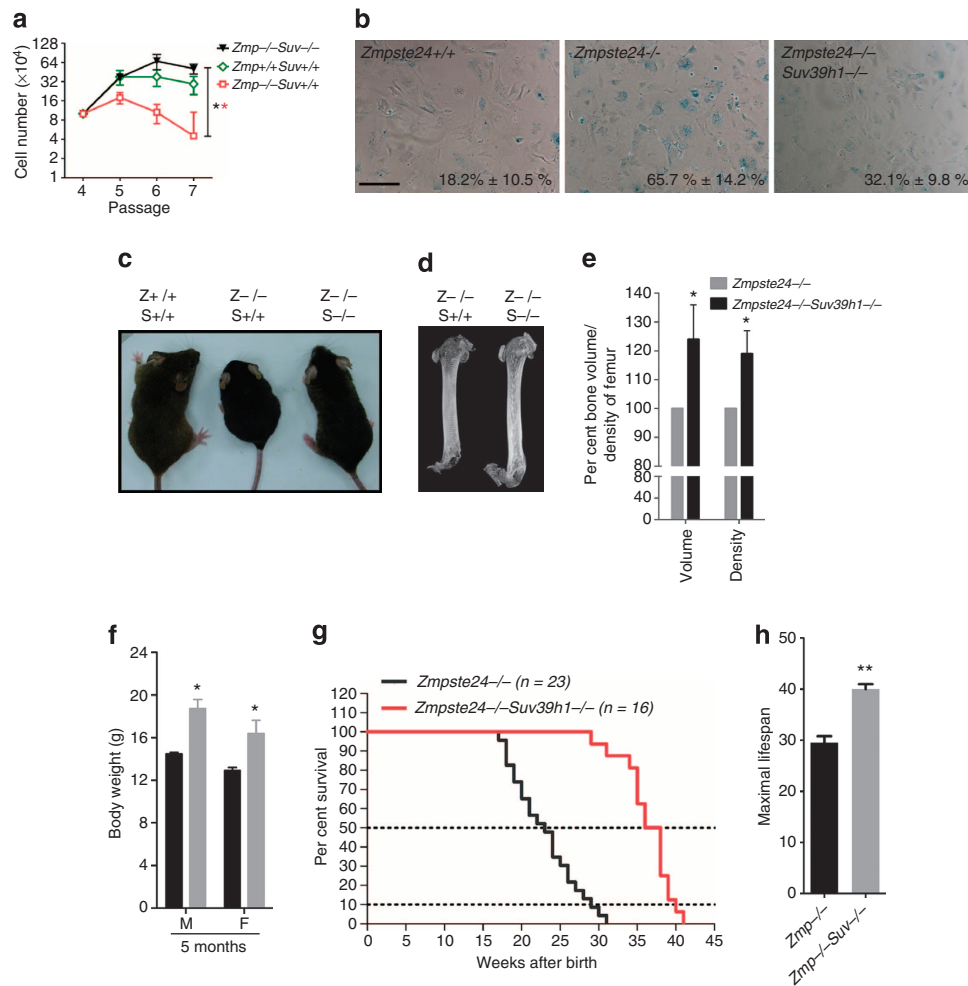 a
128
64
32
16
8
4
2
1
Cell number (×10⁴)
4 5 6 7
Passage
Zmp–/–Suv–/–
Zmp+/+Suv+/+
Zmp–/–Suv+/+
**
b
Zmpste24+/+
18.2% ± 10.5 %
Zmpste24-/-
65.7 % ± 14.2 %
Zmpste24–/–
Suv39h1–/–
32.1% ± 9.8 %
c
Z+ /+ Z– /– Z– /–
S+/+ S+/+ S–/–
d
Z– /– Z– /–
S+/+ S–/–
e
Zmpste24–/–
Zmpste24–/–Suv39h1–/–
Per cent bone volume/
density of femur
140
120
100
80
80
40
0
* *
Volume Density
f
Body weight (g)
24
20
16
12
8
4
0
* *
M F
5 months
g
Zmpste24–/– (n = 23)
Zmpste24–/–Suv39h1–/– (n = 16)
Per cent survival
120
110
100
90
80
70
60
50
40
30
20
10
0
0 5 10 15 20 25 30 35 40 45
Weeks after birth
h
Maximal lifespan
50
40
30
20
10
0
**
Zmp–/–
Zmp–/–Suv–/–